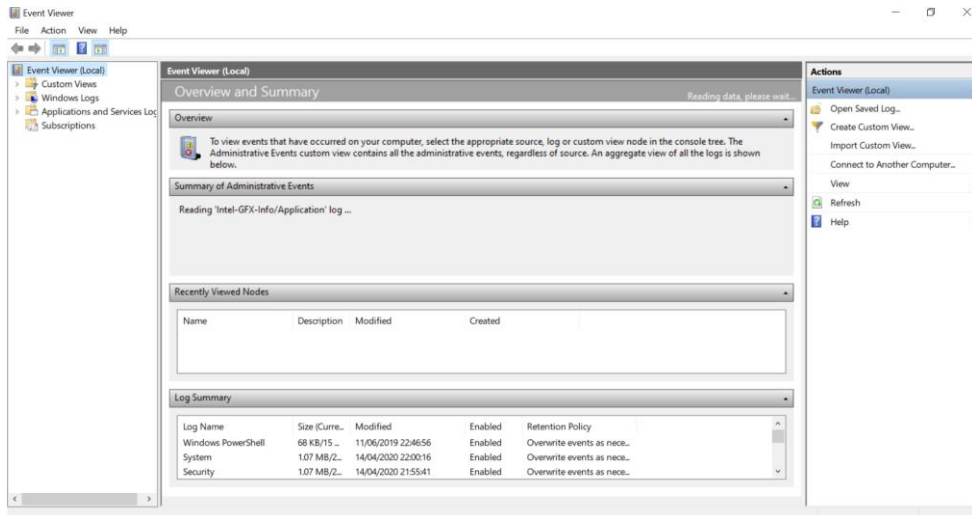 Event Viewer
File Action View Help
Event Viewer (Local)
Custom Views
Windows Logs
Applications and Services Log
Subscriptions
Event Viewer (Local)
Overview and Summary
Reading data, please wait...
Overview
To view events that have occurred on your computer, select the appropriate source, log or custom view node in the console tree. The
Administrative Events custom view contains all the administrative events, regardless of source. An aggregate view of all the logs is shown
below.
Summary of Administrative Events
Reading 'Intel-GFX-Info/Application' log ...
Recently Viewed Nodes
Name Description Modified Created
Log Summary
Log Name Size (Curre... Modified Enabled Retention Policy
Windows PowerShell 68 KB/15 ... 11/06/2019 22:46:56 Enabled Overwrite events as nece...
System 1.07 MB/2... 14/04/2020 22:00:16 Enabled Overwrite events as nece...
Security 1.07 MB/2... 14/04/2020 21:55:41 Enabled Overwrite events as nece...
Actions
Event Viewer (Local)
Open Saved Log...
Create Custom View...
Import Custom View...
Connect to Another Computer...
View
Refresh
Help